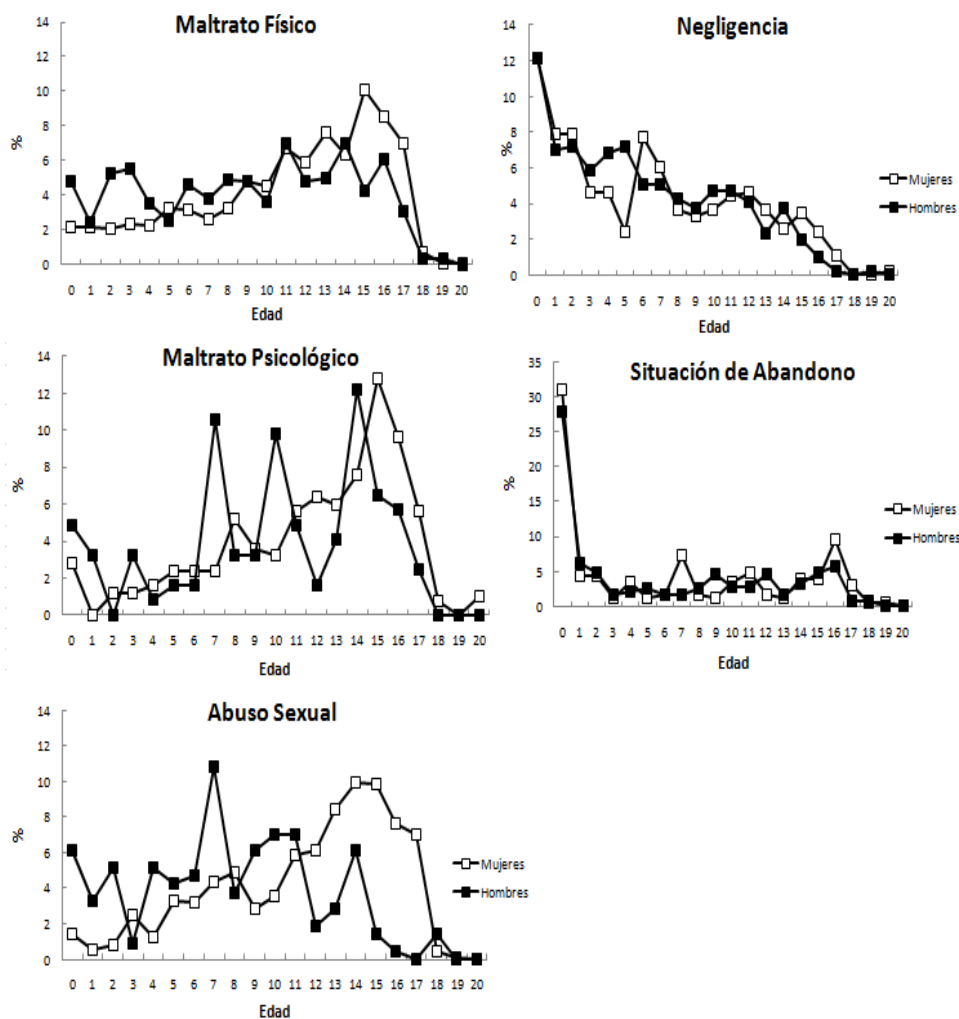 Maltrato Físico
14
12
10
8
6
4
2
0
%
0 1 2 3 4 5 6 7 8 9 10 11 12 13 14 15 16 17 18 19 20
Edad
Negligencia
14
12
10
8
6
4
2
0
%
0 1 2 3 4 5 6 7 8 9 10 11 12 13 14 15 16 17 18 19 20
Edad
Mujeres
Hombres
Maltrato Psicológico
14
12
10
8
6
4
2
0
%
0 1 2 3 4 5 6 7 8 9 10 11 12 13 14 15 16 17 18 19 20
Edad
Situación de Abandono
35
30
25
20
15
10
5
0
%
0 1 2 3 4 5 6 7 8 9 10 11 12 13 14 15 16 17 18 19 20
Edad
Mujeres
Hombres
Abuso Sexual
14
12
10
8
6
4
2
0
%
0 1 2 3 4 5 6 7 8 9 10 11 12 13 14 15 16 17 18 19 20
Edad
Mujeres
Hombres